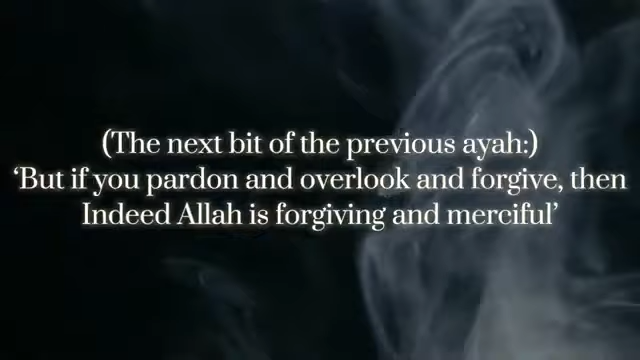 (The next bit of the previous ayah:)
‘But if you pardon and overlook and forgive, then
Indeed Allah is forgiving and merciful’